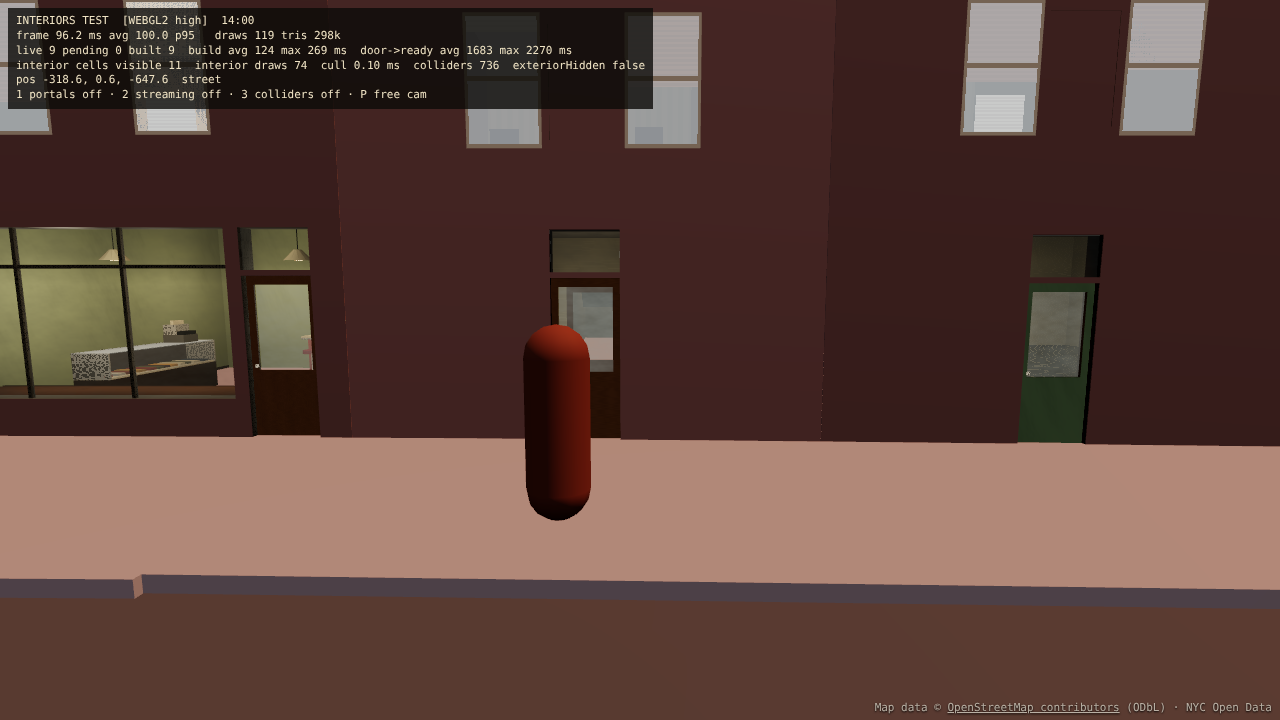 INTERIORS TEST  [WEBGL2 high]  14:00
frame 96.2 ms avg 100.0 p95   draws 119 tris 298k
live 9 pending 0 built 9  build avg 124 max 269 ms  door->ready avg 1683 max 2270 ms
interior cells visible 11  interior draws 74  cull 0.10 ms  colliders 736  exteriorHidden false
pos -318.6, 0.6, -647.6  street
1 portals off · 2 streaming off · 3 colliders off · P free cam
Map data © OpenStreetMap contributors (ODbL) · NYC Open Data